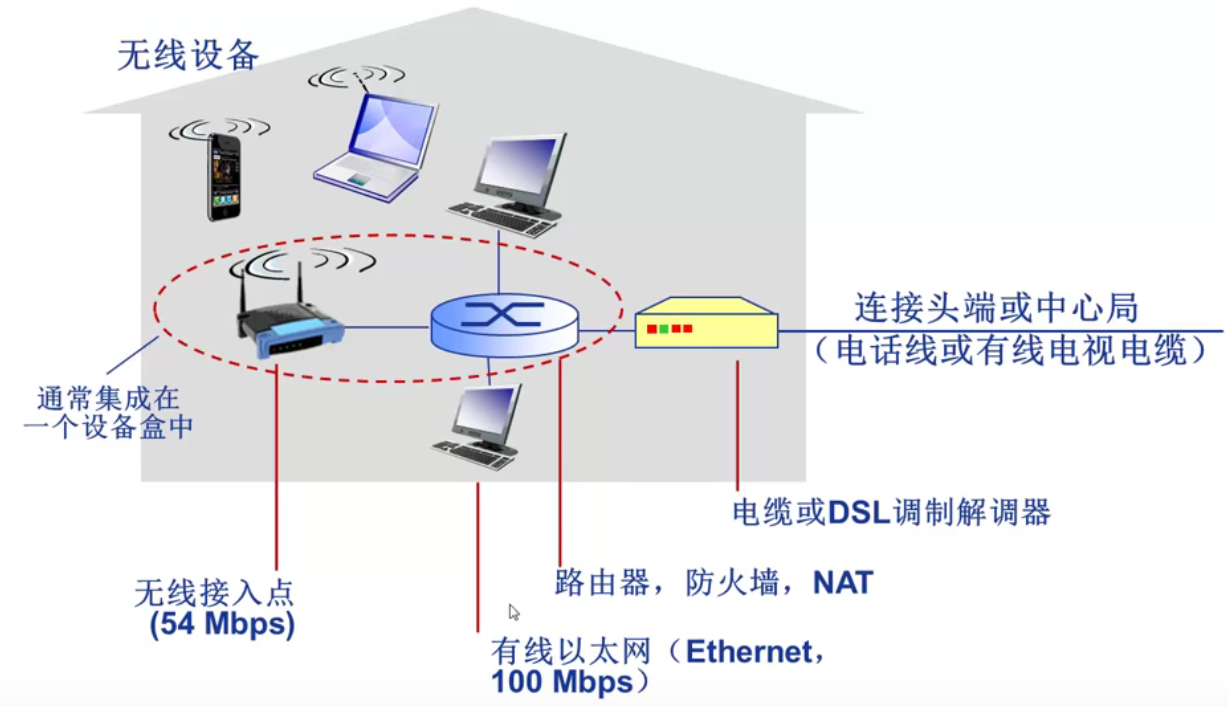 无线设备
连接头端或中心局
（电话线或有线电视电缆）
通常集成在
一个设备盒中
电缆或DSL调制解调器
路由器，防火墙，NAT
无线接入点
(54 Mbps)
有线以太网（Ethernet，
100 Mbps）